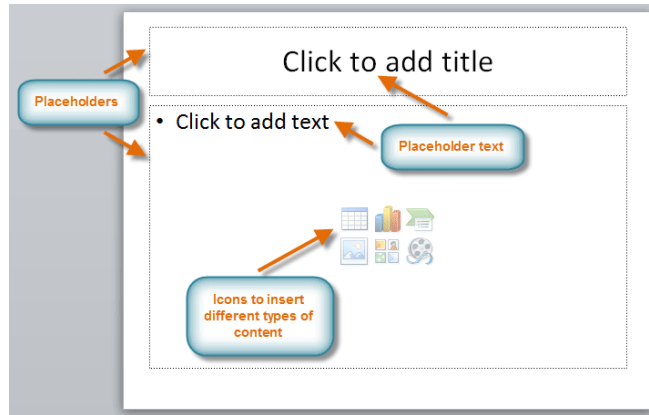 Click to add title
Placeholders
• Click to add text
Placeholder text
Icons to insert
different types of
content